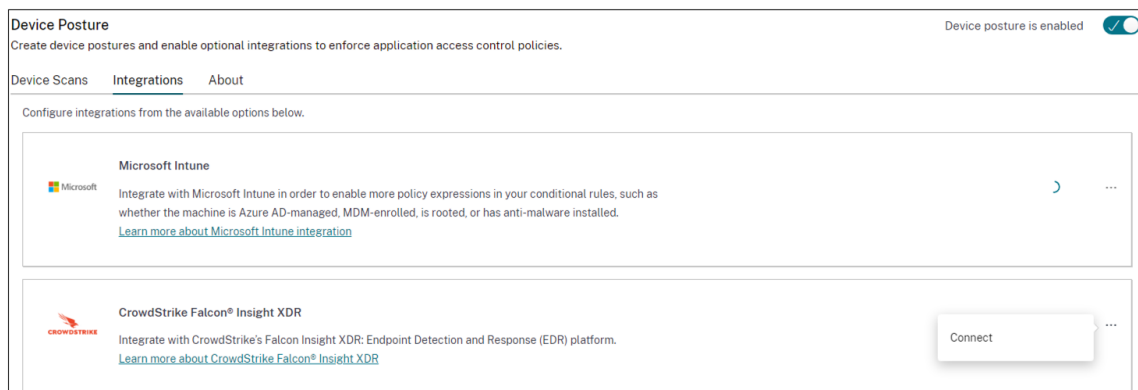 Device Posture
Device posture is enabled
Create device postures and enable optional integrations to enforce application access control policies.
Device Scans Integrations About
Configure integrations from the available options below.
Microsoft Intune
Microsoft
Integrate with Microsoft Intune in order to enable more policy expressions in your conditional rules, such as
whether the machine is Azure AD-managed, MDM-enrolled, is rooted, or has anti-malware installed.
Learn more about Microsoft Intune integration
CrowdStrike Falcon® Insight XDR
CROWDSTRIKE
Integrate with CrowdStrike's Falcon Insight XDR: Endpoint Detection and Response (EDR) platform.
Learn more about CrowdStrike Falcon® Insight XDR
Connect